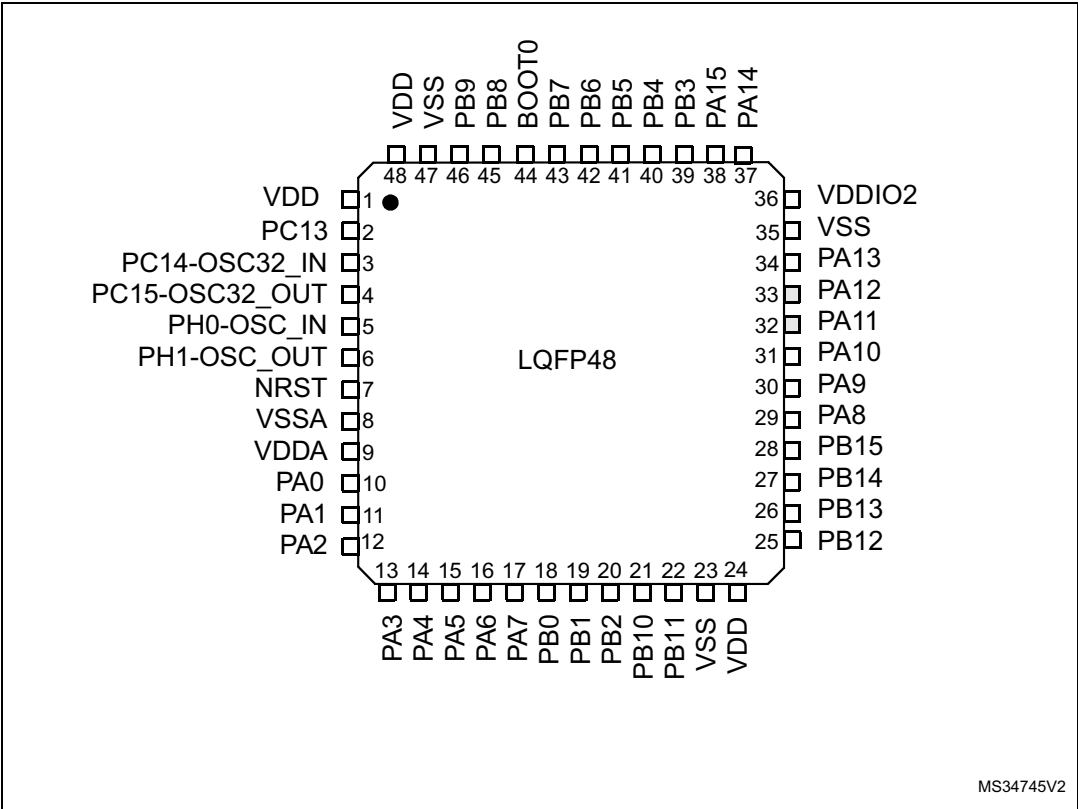 VDD
VSS
PB9
PB8
BOOT0
PB7
PB6
PB5
PB4
PB3
PA15
PA14
48 47 46 45 44 43 42 41 40 39 38 37
VDD 1
PC13 2
PC14-OSC32_IN 3
PC15-OSC32_OUT 4
PH0-OSC_IN 5
PH1-OSC_OUT 6
NRST 7
VSSA 8
VDDA 9
PA0 10
PA1 11
PA2 12
LQFP48
36 VDDIO2
35 VSS
34 PA13
33 PA12
32 PA11
31 PA10
30 PA9
29 PA8
28 PB15
27 PB14
26 PB13
25 PB12
13 14 15 16 17 18 19 20 21 22 23 24
PA3
PA4
PA5
PA6
PA7
PB0
PB1
PB2
PB10
PB11
VSS
VDD
MS34745V2